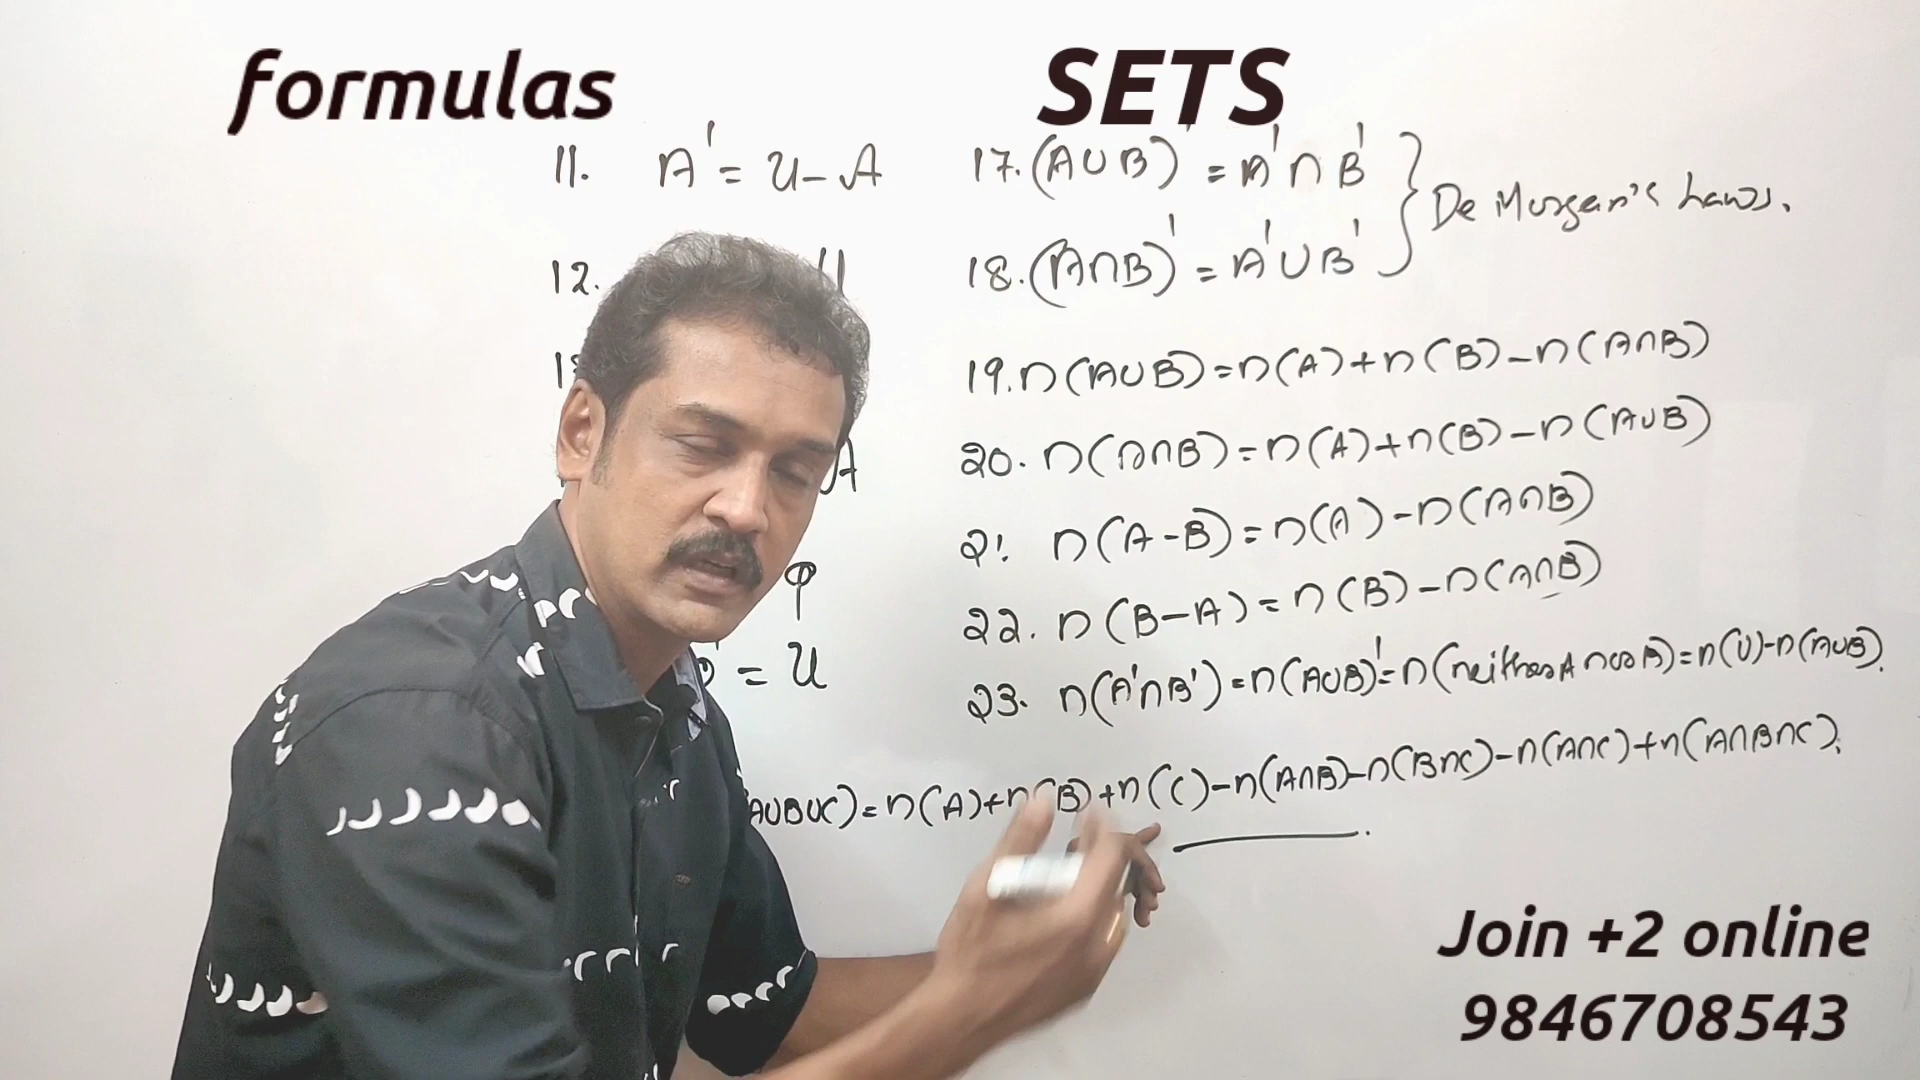 formulas SETS
11. A' = U - A
12.
A
φ
= U
17. (A∪B)' = A'∩B'
18. (A∩B)' = A'∪B'
De Morgan's Laws.
19. n(A∪B) = n(A)+n(B)-n(A∩B)
20. n(A∩B) = n(A)+n(B)-n(A∪B)
21. n(A-B) = n(A)-n(A∩B)
22. n(B-A) = n(B)-n(A∩B)
23. n(A'∩B') = n(A∪B)' = n(neither A nor B) = n(U)-n(A∪B).
A∪B∪C) = n(A)+n(B)+n(C)-n(A∩B)-n(B∩C)-n(A∩C)+n(A∩B∩C).
Join +2 online
9846708543